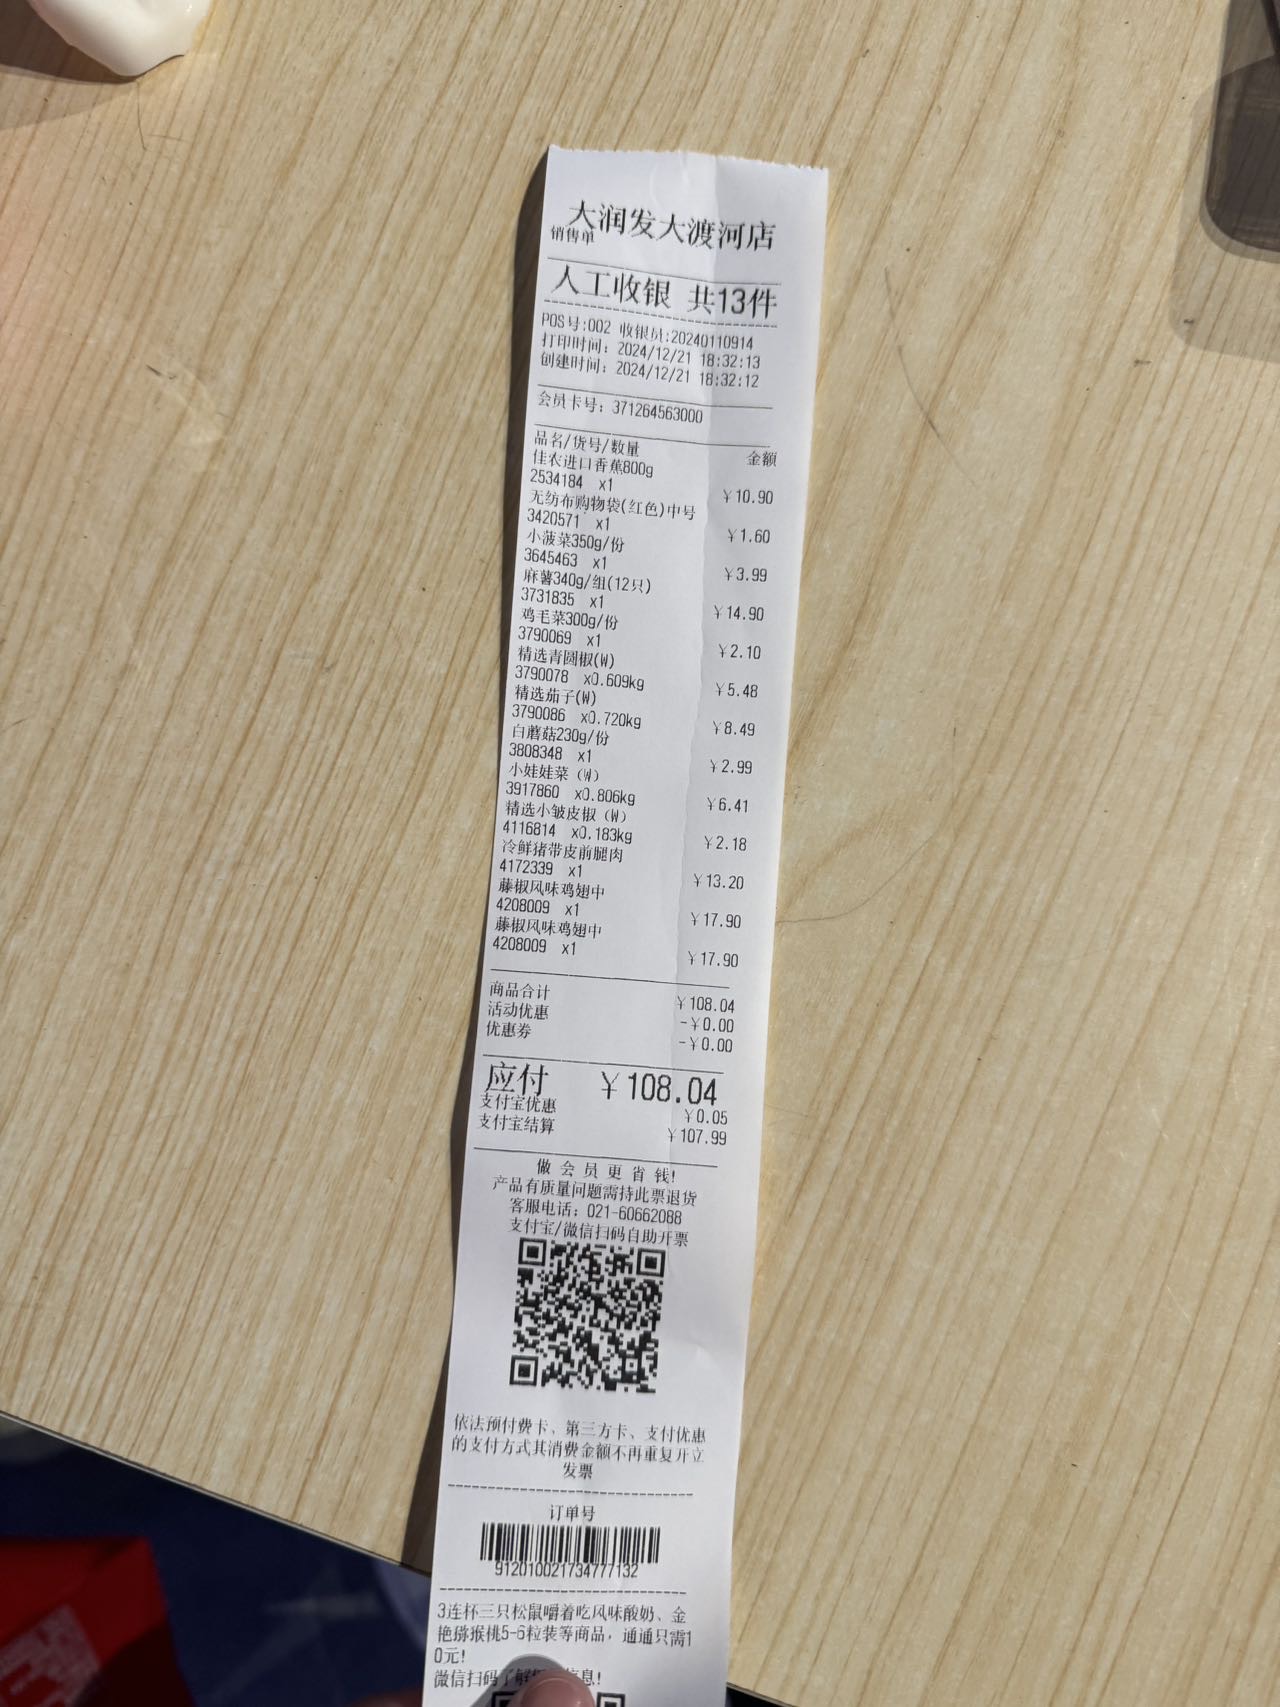 大润发大渡河店
销售单
人工收银 共13件
POS号:002 收银员:20240110914
打印时间: 2024/12/21 18:32:13
创建时间: 2024/12/21 18:32:12
会员卡号: 371264563000
品名/货号/数量 金额
佳农进口香蕉800g
2534184 x1 ¥10.90
无纺布购物袋(红色)中号
3420571 x1 ¥1.60
小菠菜350g/份
3645463 x1 ¥3.99
麻薯340g/组(12只)
3731835 x1 ¥14.90
鸡毛菜300g/份
3790069 x1 ¥2.10
精选青圆椒(W)
3790078 x0.609kg ¥5.48
精选茄子(W)
3790086 x0.720kg ¥8.49
白蘑菇230g/份
3808348 x1 ¥2.99
小娃娃菜（W）
3917860 x0.806kg ¥6.41
精选小皱皮椒（W）
4116814 x0.183kg ¥2.18
冷鲜猪带皮前腿肉
4172339 x1 ¥13.20
藤椒风味鸡翅中
4208009 x1 ¥17.90
藤椒风味鸡翅中
4208009 x1 ¥17.90
商品合计 ¥108.04
活动优惠 -¥0.00
优惠券 -¥0.00
应付 ¥108.04
支付宝优惠 ¥0.05
支付宝结算 ¥107.99
做 会 员 更 省 钱!
产品有质量问题需持此票退货
客服电话: 021-60662088
支付宝/微信扫码自助开票
依法预付费卡、第三方卡、支付优惠
的支付方式其消费金额不再重复开立
发票
订单号
912010021734777132
3连杯三只松鼠嚼着吃风味酸奶、金
艳猕猴桃5-6粒装等商品，通通只需1
0元!
微信扫码了解 息!